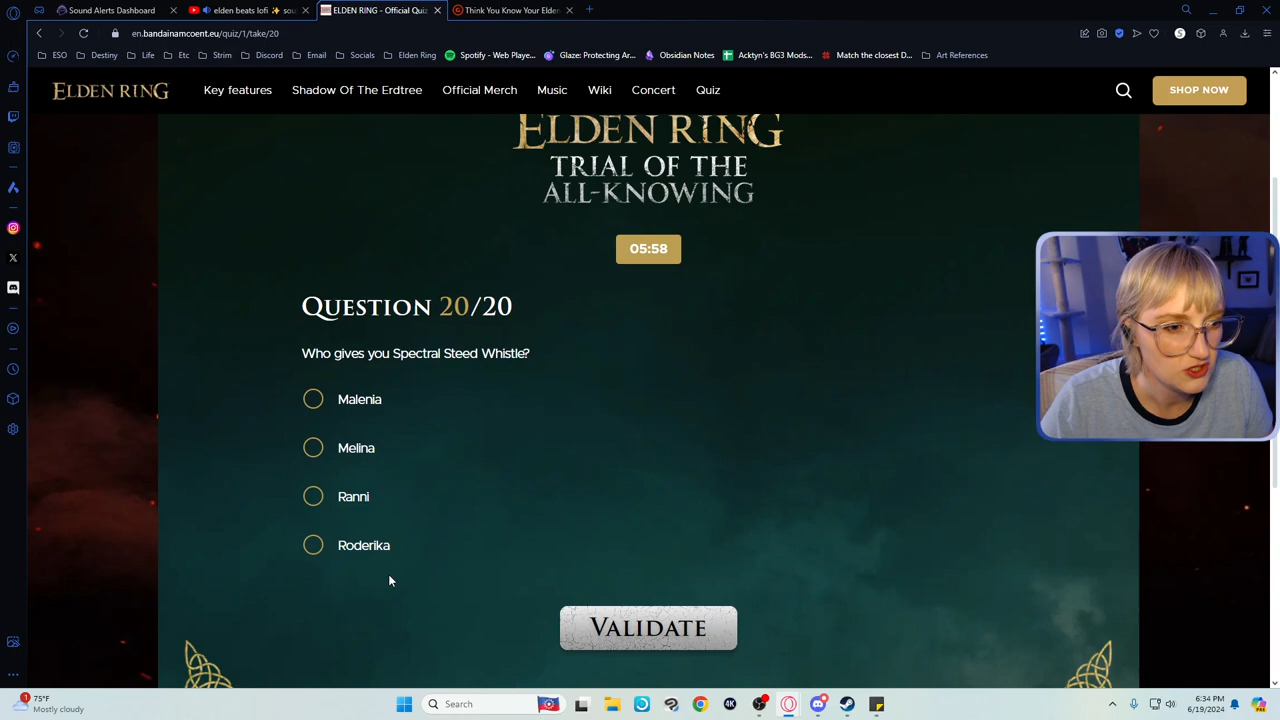 Sound Alerts Dashboard
elden beats lofi ✨ sou
ELDEN RING - Official Quiz
Think You Know Your Elden
en.bandainamcoent.eu/quiz/1/take/20
ESO
Destiny
Life
Etc
Strim
Discord
Email
Socials
Elden Ring
Spotify - Web Playe...
Glaze: Protecting Ar...
Obsidian Notes
Acktyn's BG3 Mods...
Match the closest D...
Art References
ELDEN RING
Key features
Shadow Of The Erdtree
Official Merch
Music
Wiki
Concert
Quiz
SHOP NOW
ELDEN RING
TRIAL OF THE
ALL-KNOWING
05:58
QUESTION 20/20
Who gives you Spectral Steed Whistle?
Malenia
Melina
Ranni
Roderika
VALIDATE
1
75°F
Mostly cloudy
Search
4K
6:34 PM
6/19/2024